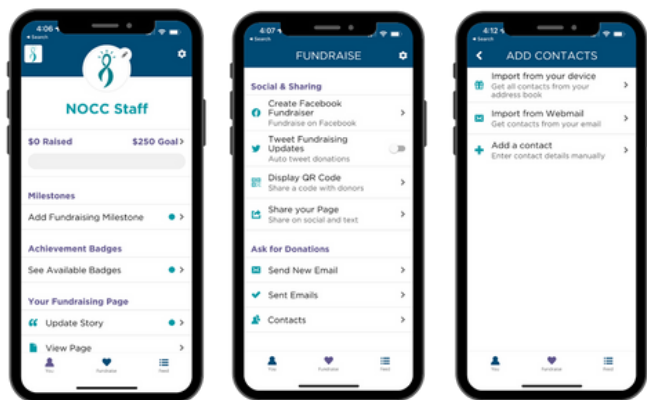 4:06
Search
NOCC Staff
$0 Raised
$250 Goal>
Milestones
Add Fundraising Milestone
Achievement Badges
See Available Badges
Your Fundraising Page
Update Story
View Page
You
Fundraise
Feed
4:07
Search
FUNDRAISE
Social & Sharing
Create Facebook
Fundraiser
Fundraise on Facebook
Tweet Fundraising
Updates
Auto tweet donations
Display QR Code
Share a code with donors
Share your Page
Share on social and text
Ask for Donations
Send New Email
Sent Emails
Contacts
You
Fundraise
Feed
4:12
Search
ADD CONTACTS
Import from your device
Get all contacts from your
address book
Import from Webmail
Get contacts from your email
Add a contact
Enter contact details manually
You
Fundraise
Feed